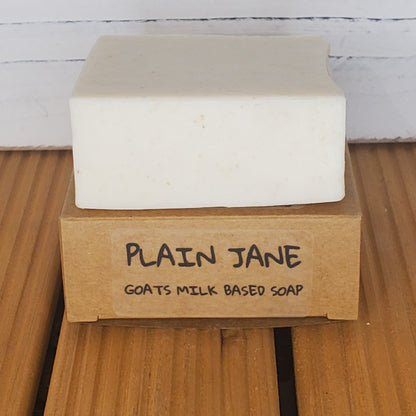 PLAIN JANE
GOATS MILK BASED SOAP